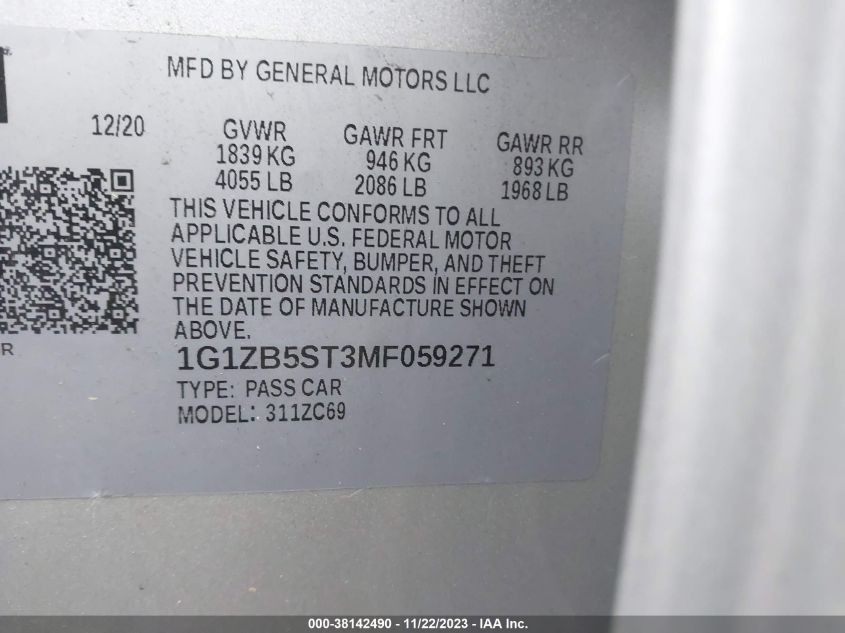 MFD BY GENERAL MOTORS LLC
12/20
GVWR GAWR FRT GAWR RR
1839 KG 946 KG 893 KG
4055 LB 2086 LB 1968 LB
THIS VEHICLE CONFORMS TO ALL
APPLICABLE U.S. FEDERAL MOTOR
VEHICLE SAFETY, BUMPER, AND THEFT
PREVENTION STANDARDS IN EFFECT ON
THE DATE OF MANUFACTURE SHOWN
ABOVE.
R
1G1ZB5ST3MF059271
TYPE: PASS CAR
MODEL: 311ZC69
000-38142490 - 11/22/2023 - IAA Inc.